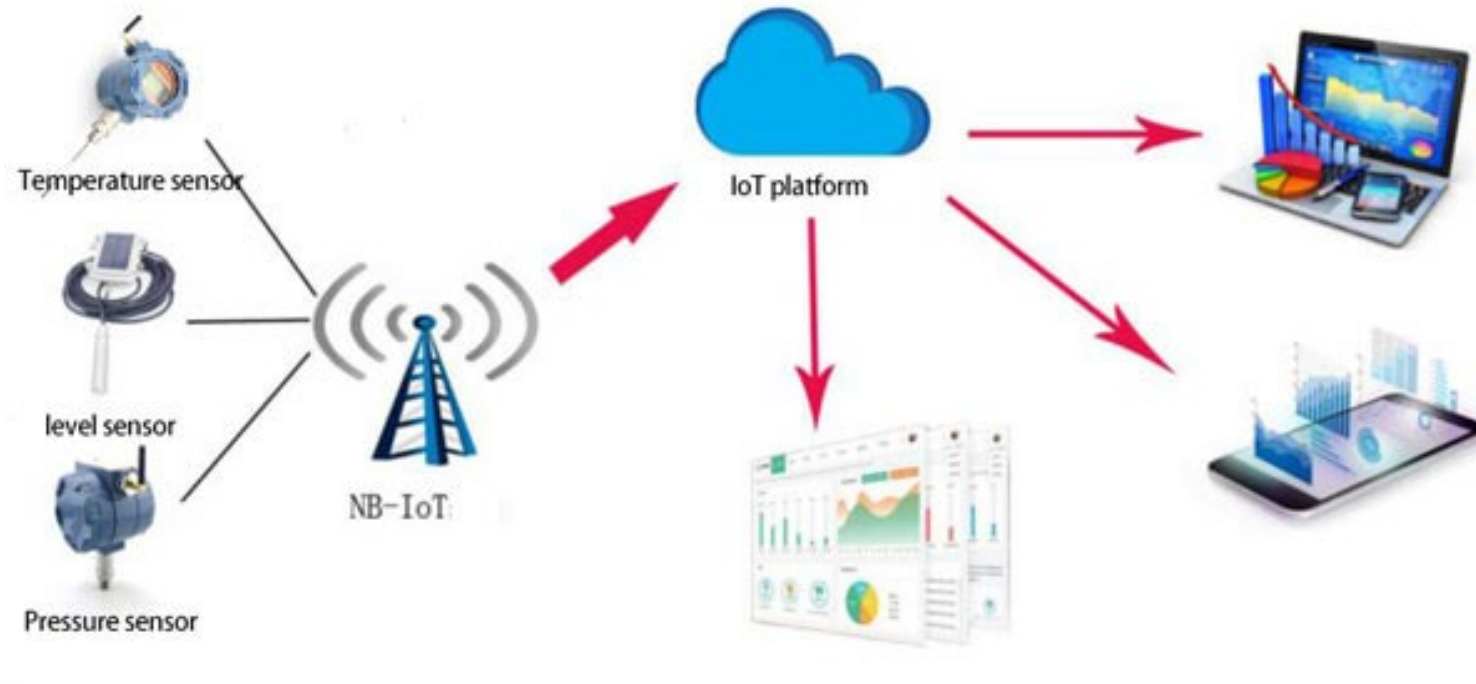 Temperature sensor
level sensor
Pressure sensor
NB-IoT
IoT platform